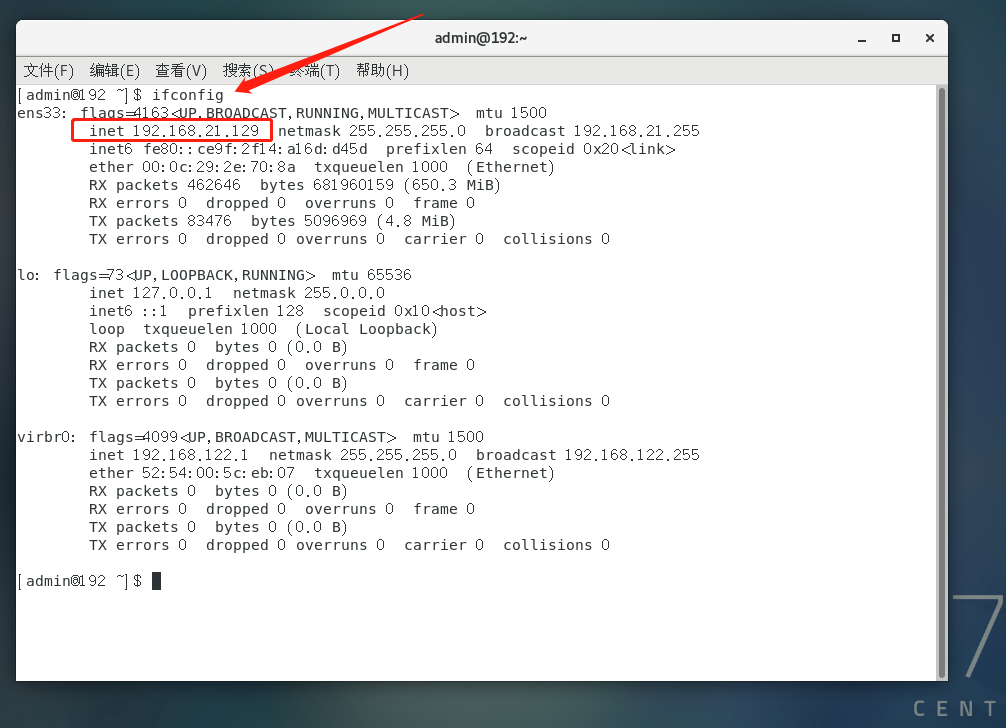 admin@192:~
文件(F) 编辑(E) 查看(V) 搜索(S) 终端(T) 帮助(H)
[admin@192 ~]$ ifconfig
ens33: flags=4163<UP,BROADCAST,RUNNING,MULTICAST>  mtu 1500
        inet 192.168.21.129  netmask 255.255.255.0  broadcast 192.168.21.255
        inet6 fe80::ce9f:2f14:a16d:d45d  prefixlen 64  scopeid 0x20<link>
        ether 00:0c:29:2e:70:8a  txqueuelen 1000  (Ethernet)
        RX packets 462646  bytes 681960159 (650.3 MiB)
        RX errors 0  dropped 0  overruns 0  frame 0
        TX packets 83476  bytes 5096969 (4.8 MiB)
        TX errors 0  dropped 0 overruns 0  carrier 0  collisions 0
lo: flags=73<UP,LOOPBACK,RUNNING>  mtu 65536
        inet 127.0.0.1  netmask 255.0.0.0
        inet6 ::1  prefixlen 128  scopeid 0x10<host>
        loop  txqueuelen 1000  (Local Loopback)
        RX packets 0  bytes 0 (0.0 B)
        RX errors 0  dropped 0  overruns 0  frame 0
        TX packets 0  bytes 0 (0.0 B)
        TX errors 0  dropped 0 overruns 0  carrier 0  collisions 0
virbr0: flags=4099<UP,BROADCAST,MULTICAST>  mtu 1500
        inet 192.168.122.1  netmask 255.255.255.0  broadcast 192.168.122.255
        ether 52:54:00:5c:eb:07  txqueuelen 1000  (Ethernet)
        RX packets 0  bytes 0 (0.0 B)
        RX errors 0  dropped 0  overruns 0  frame 0
        TX packets 0  bytes 0 (0.0 B)
        TX errors 0  dropped 0 overruns 0  carrier 0  collisions 0
[admin@192 ~]$
7
CENT